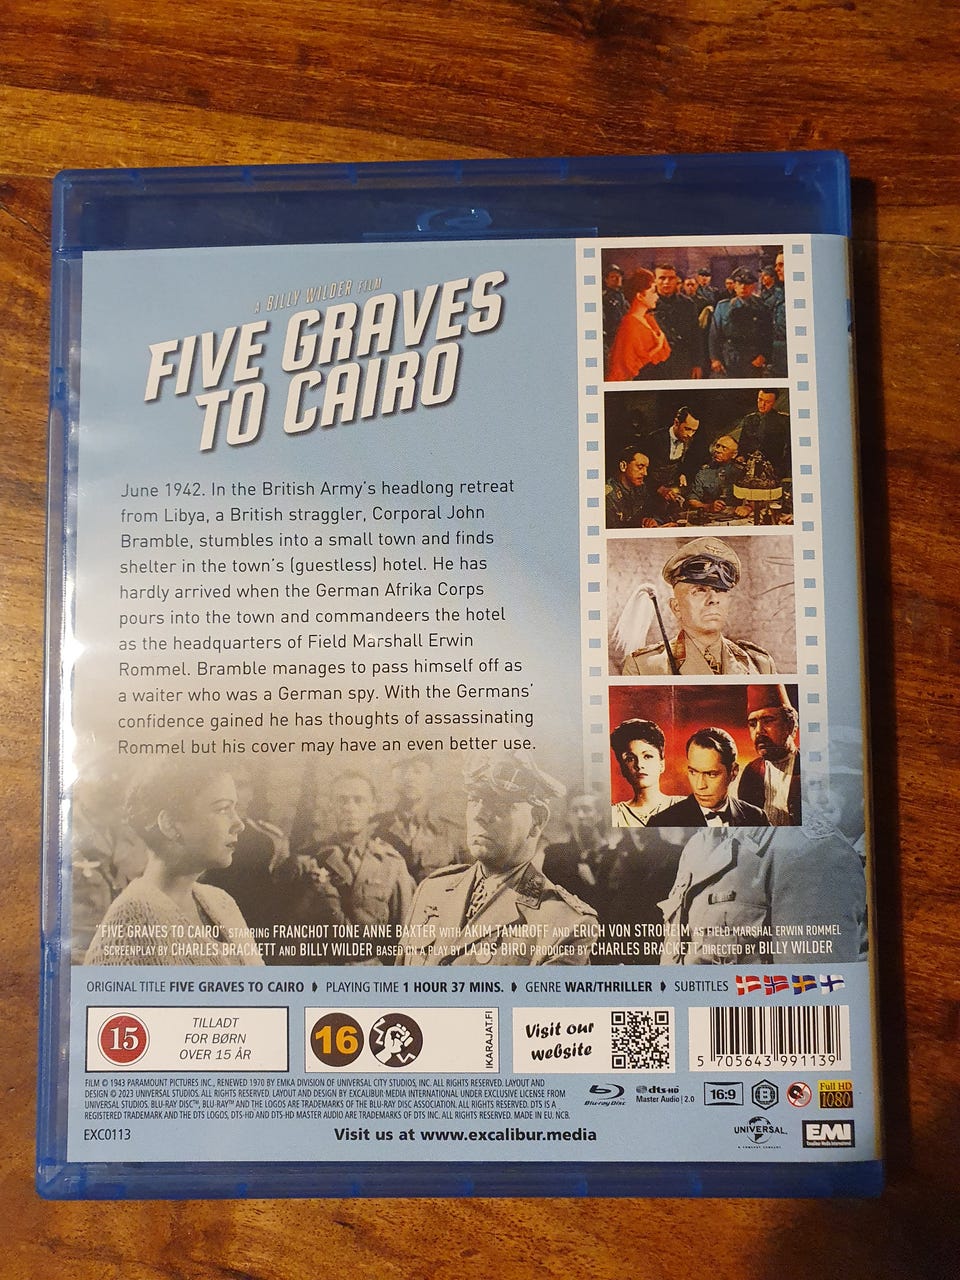 A BILLY WILDER FILM
FIVE GRAVES
TO CAIRO
June 1942. In the British Army's headlong retreat
from Libya, a British straggler, Corporal John
Bramble, stumbles into a small town and finds
shelter in the town's (guestless) hotel. He has
hardly arrived when the German Afrika Corps
pours into the town and commandeers the hotel
as the headquarters of Field Marshall Erwin
Rommel. Bramble manages to pass himself off as
a waiter who was a German spy. With the Germans'
confidence gained he has thoughts of assassinating
Rommel but his cover may have an even better use.
"FIVE GRAVES TO CAIRO" STARRING FRANCHOT TONE ANNE BAXTER WITH AKIM TAMIROFF AND ERICH VON STROHEIM AS FIELD MARSHAL ERWIN ROMMEL
SCREENPLAY BY CHARLES BRACKETT AND BILLY WILDER BASED ON A PLAY BY LAJOS BIRO PRODUCED BY CHARLES BRACKETT DIRECTED BY BILLY WILDER
ORIGINAL TITLE FIVE GRAVES TO CAIRO PLAYING TIME 1 HOUR 37 MINS. GENRE WAR/THRILLER SUBTITLES
15
TILLADT
FOR BØRN
OVER 15 ÅR
16
IKARAJAT.FI
Visit our
website
5 705643 991139
FILM © 1943 PARAMOUNT PICTURES INC., RENEWED 1970 BY EMKA DIVISION OF UNIVERSAL CITY STUDIOS, INC. ALL RIGHTS RESERVED. LAYOUT AND
DESIGN © 2023 UNIVERSAL STUDIOS. ALL RIGHTS RESERVED. LAYOUT AND DESIGN BY EXCALIBUR MEDIA INTERNATIONAL UNDER EXCLUSIVE LICENSE FROM
UNIVERSAL STUDIOS. BLU-RAY DISC™, BLU-RAY™ AND THE LOGOS ARE TRADEMARKS OF THE BLU-RAY DISC ASSOCIATION. ALL RIGHTS RESERVED. DTS IS A
REGISTERED TRADEMARK AND THE DTS LOGOS, DTS-HD AND DTS-HD MASTER AUDIO ARE TRADEMARKS OF DTS INC. ALL RIGHTS RESERVED. MADE IN EU. NCB.
Blu-ray Disc
dts-HD
Master Audio | 2.0
16:9
B
Full HD
1080
EXC0113
Visit us at www.excalibur.media
UNIVERSAL
A COMCAST COMPANY
EMI
Excalibur Media International